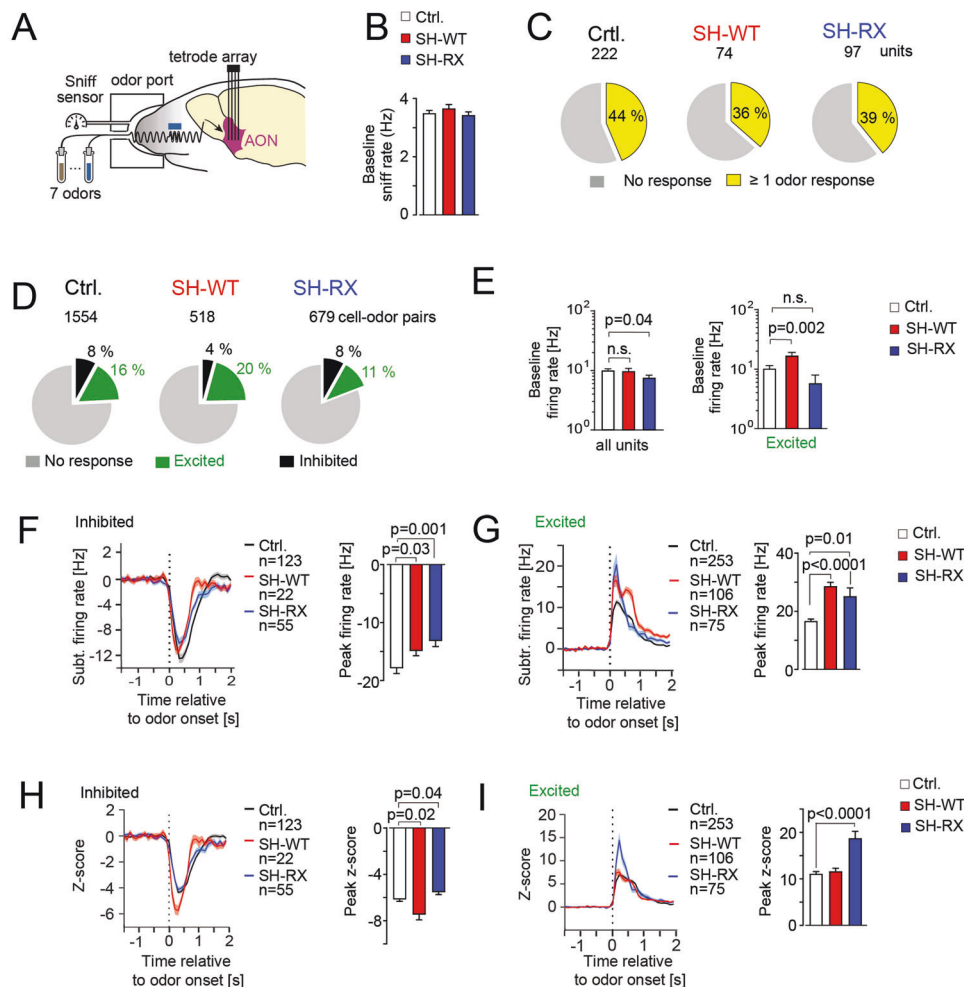 A
tetrode array
Sniff
sensor
odor port
AON
7 odors
B
Ctrl.
SH-WT
SH-RX
Baseline
sniff rate (Hz)
4
2
0
C
Crtl. SH-WT SH-RX
222 74 97 units
44 % 36 % 39 %
No response ≥ 1 odor response
D
Ctrl. SH-WT SH-RX
1554 518 679 cell-odor pairs
8 % 4 % 8 %
16 % 20 % 11 %
No response Excited Inhibited
E
Baseline
firing rate [Hz]
10²
10¹
10⁰
p=0.04
n.s.
all units
Baseline
firing rate [Hz]
10²
10¹
10⁰
n.s.
p=0.002
Excited
Ctrl.
SH-WT
SH-RX
F
Inhibited
Subt. firing rate [Hz]
2
0
-4
-8
-12
-1 0 1 2
Time relative
to odor onset [s]
Ctrl.
n=123
SH-WT
n=22
SH-RX
n=55
p=0.001
p=0.03
Peak firing rate [Hz]
0
-10
-20
G
Excited
Subtr. firing rate [Hz]
20
10
0
-1 0 1 2
Time relative
to odor onset [s]
Ctrl.
n=253
SH-WT
n=106
SH-RX
n=75
p=0.01
p<0.0001
Peak firing rate [Hz]
40
20
0
Ctrl.
SH-WT
SH-RX
H
Inhibited
Z-score
2
0
-2
-4
-6
-1 0 1 2
Time relative
to odor onset [s]
Ctrl.
n=123
SH-WT
n=22
SH-RX
n=55
p=0.04
p=0.02
Peak z-score
0
-4
-8
I
Excited
Z-score
20
15
10
5
0
-1 0 1 2
Time relative
to odor onset [s]
Ctrl.
n=253
SH-WT
n=106
SH-RX
n=75
p<0.0001
Peak z-score
20
10
0
Ctrl.
SH-WT
SH-RX